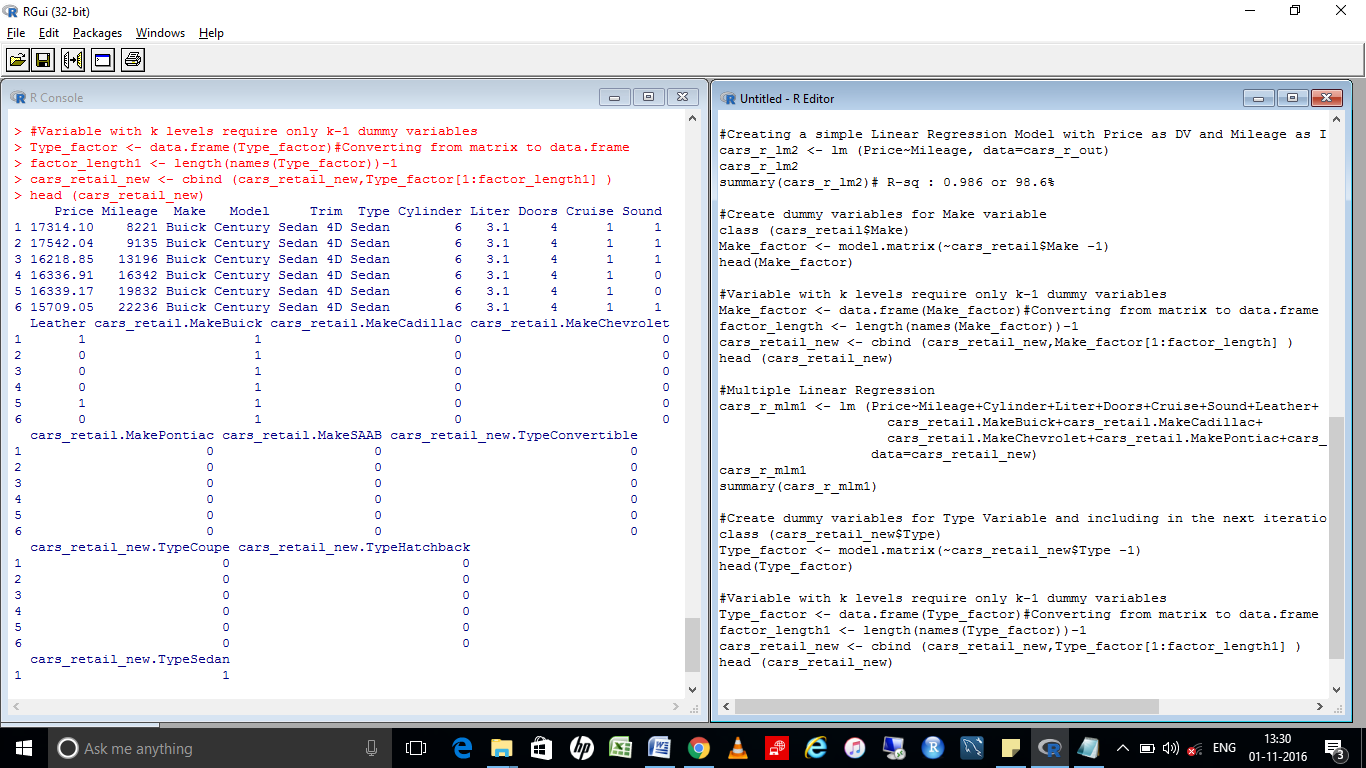 RGui (32-bit)
File Edit Packages Windows Help
R Console
> #Variable with k levels require only k-1 dummy variables
> Type_factor <- data.frame(Type_factor)#Converting from matrix to data.frame
> factor_length1 <- length(names(Type_factor))-1
> cars_retail_new <- cbind (cars_retail_new,Type_factor[1:factor_length1] )
> head (cars_retail_new)
Price Mileage Make Model Trim Type Cylinder Liter Doors Cruise Sound
1 17314.10 8221 Buick Century Sedan 4D Sedan 6 3.1 4 1 1
2 17542.04 9135 Buick Century Sedan 4D Sedan 6 3.1 4 1 1
3 16218.85 13196 Buick Century Sedan 4D Sedan 6 3.1 4 1 1
4 16336.91 16342 Buick Century Sedan 4D Sedan 6 3.1 4 1 0
5 16339.17 19832 Buick Century Sedan 4D Sedan 6 3.1 4 1 0
6 15709.05 22236 Buick Century Sedan 4D Sedan 6 3.1 4 1 1
Leather cars_retail.MakeBuick cars_retail.MakeCadillac cars_retail.MakeChevrolet
1 1 1 0 0
2 0 1 0 0
3 0 1 0 0
4 0 1 0 0
5 1 1 0 0
6 0 1 0 0
cars_retail.MakePontiac cars_retail.MakeSAAB cars_retail_new.TypeConvertible
1 0 0 0
2 0 0 0
3 0 0 0
4 0 0 0
5 0 0 0
6 0 0 0
cars_retail_new.TypeCoupe cars_retail_new.TypeHatchback
1 0 0
2 0 0
3 0 0
4 0 0
5 0 0
6 0 0
cars_retail_new.TypeSedan
1 1
Untitled - R Editor
#Creating a simple Linear Regression Model with Price as DV and Mileage as I
cars_r_lm2 <- lm (Price~Mileage, data=cars_r_out)
cars_r_lm2
summary(cars_r_lm2)# R-sq : 0.986 or 98.6%
#Create dummy variables for Make variable
class (cars_retail$Make)
Make_factor <- model.matrix(~cars_retail$Make -1)
head(Make_factor)
#Variable with k levels require only k-1 dummy variables
Make_factor <- data.frame(Make_factor)#Converting from matrix to data.frame
factor_length <- length(names(Make_factor))-1
cars_retail_new <- cbind (cars_retail_new,Make_factor[1:factor_length] )
head (cars_retail_new)
#Multiple Linear Regression
cars_r_mlm1 <- lm (Price~Mileage+Cylinder+Liter+Doors+Cruise+Sound+Leather+
cars_retail.MakeBuick+cars_retail.MakeCadillac+
cars_retail.MakeChevrolet+cars_retail.MakePontiac+cars_
data=cars_retail_new)
cars_r_mlm1
summary(cars_r_mlm1)
#Create dummy variables for Type Variable and including in the next iteratio
class (cars_retail_new$Type)
Type_factor <- model.matrix(~cars_retail_new$Type -1)
head(Type_factor)
#Variable with k levels require only k-1 dummy variables
Type_factor <- data.frame(Type_factor)#Converting from matrix to data.frame
factor_length1 <- length(names(Type_factor))-1
cars_retail_new <- cbind (cars_retail_new,Type_factor[1:factor_length1] )
head (cars_retail_new)
Ask me anything
ENG
13:30
01-11-2016
3